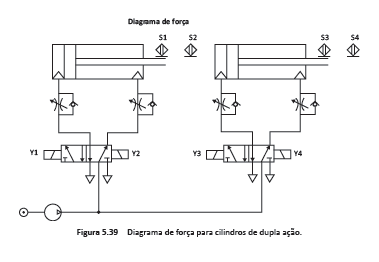 Diagrama de força
S1
S2
S3
S4
Y1
Y2
Y3
Y4
Figura 5.39 Diagrama de força para cilindros de dupla ação.